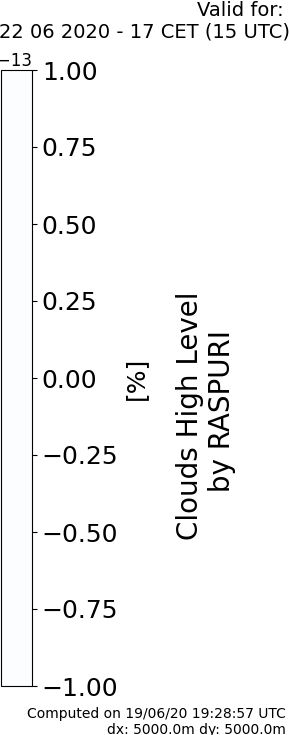 Valid for:
22 06 2020 - 17 CET (15 UTC)
−13
1.00
0.75
0.50
0.25
0.00
−0.25
−0.50
−0.75
−1.00
[%]
Clouds High Level
by RASPURI
Computed on 19/06/20 19:28:57 UTC
dx: 5000.0m dy: 5000.0m